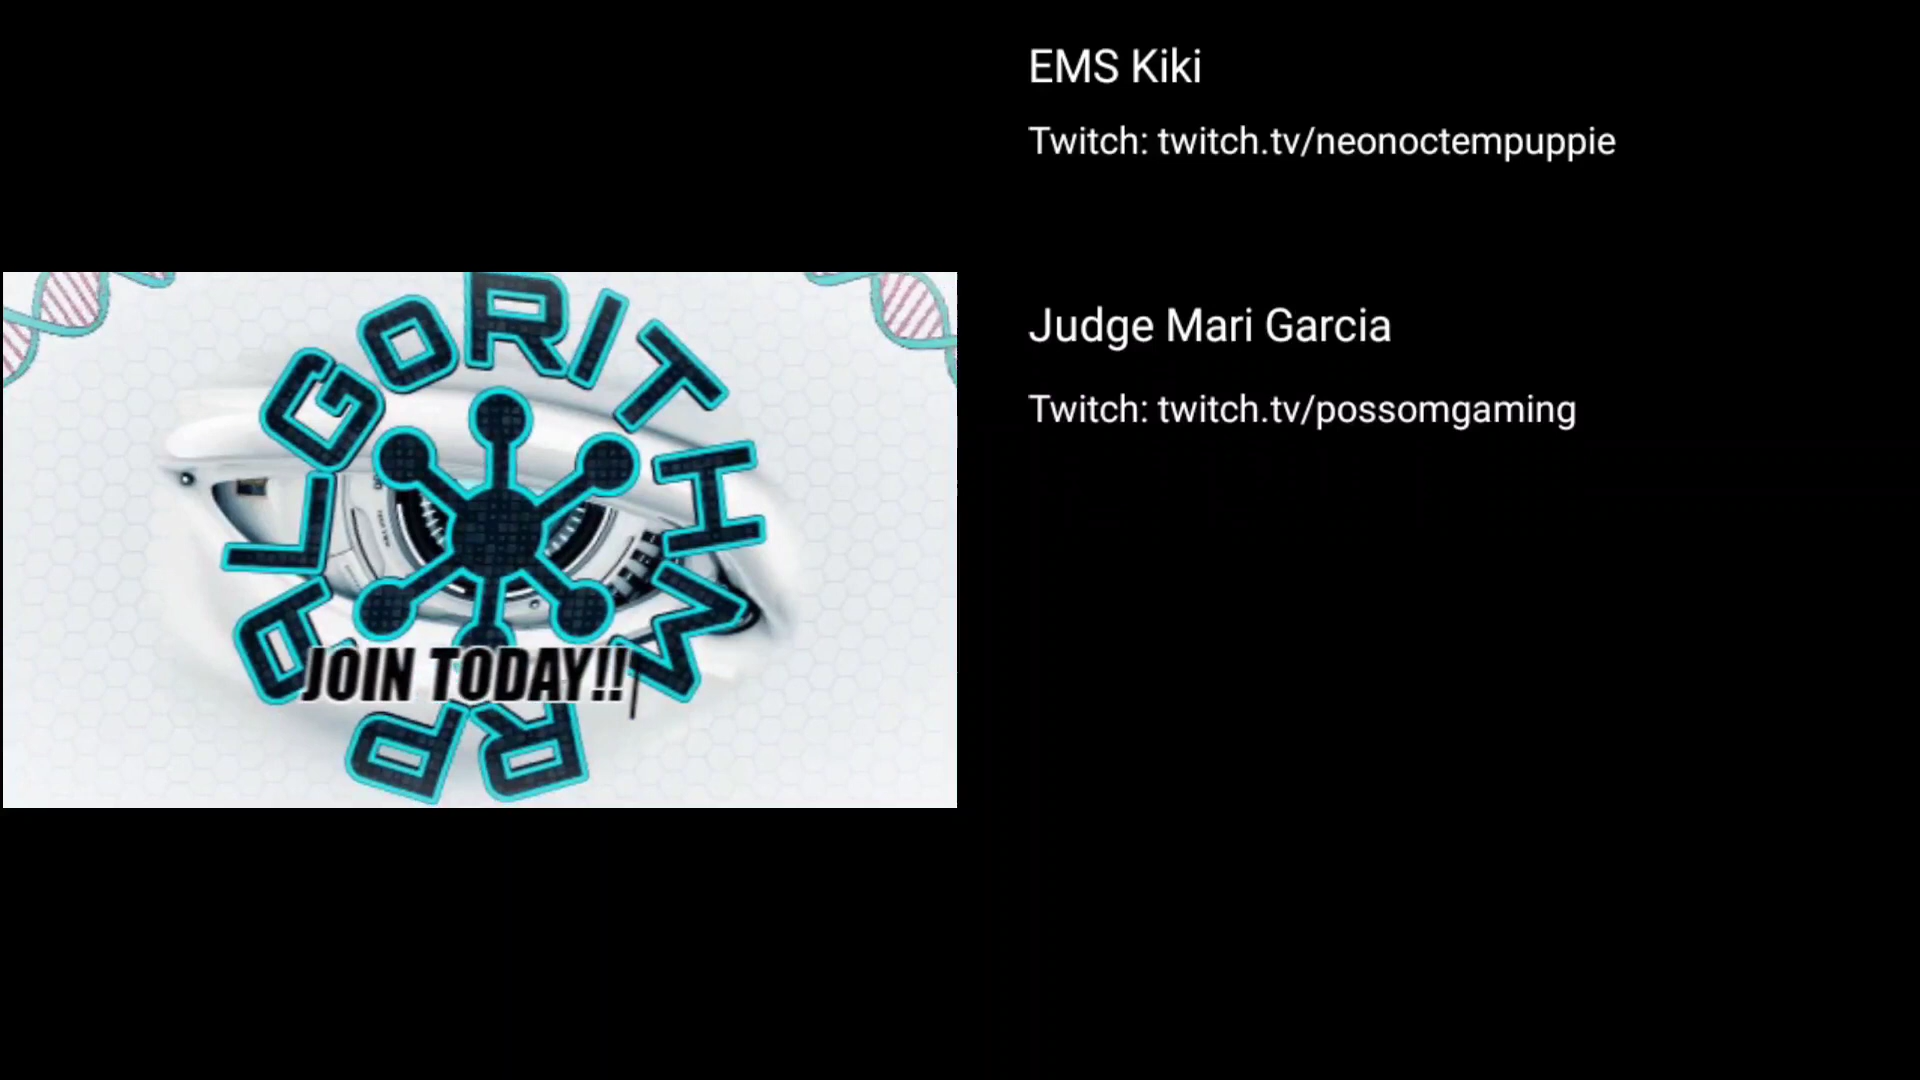 ALGORITHM
RP
JOIN TODAY!!
EMS Kiki
Twitch: twitch.tv/neonoctempuppie
Judge Mari Garcia
Twitch: twitch.tv/possomgaming